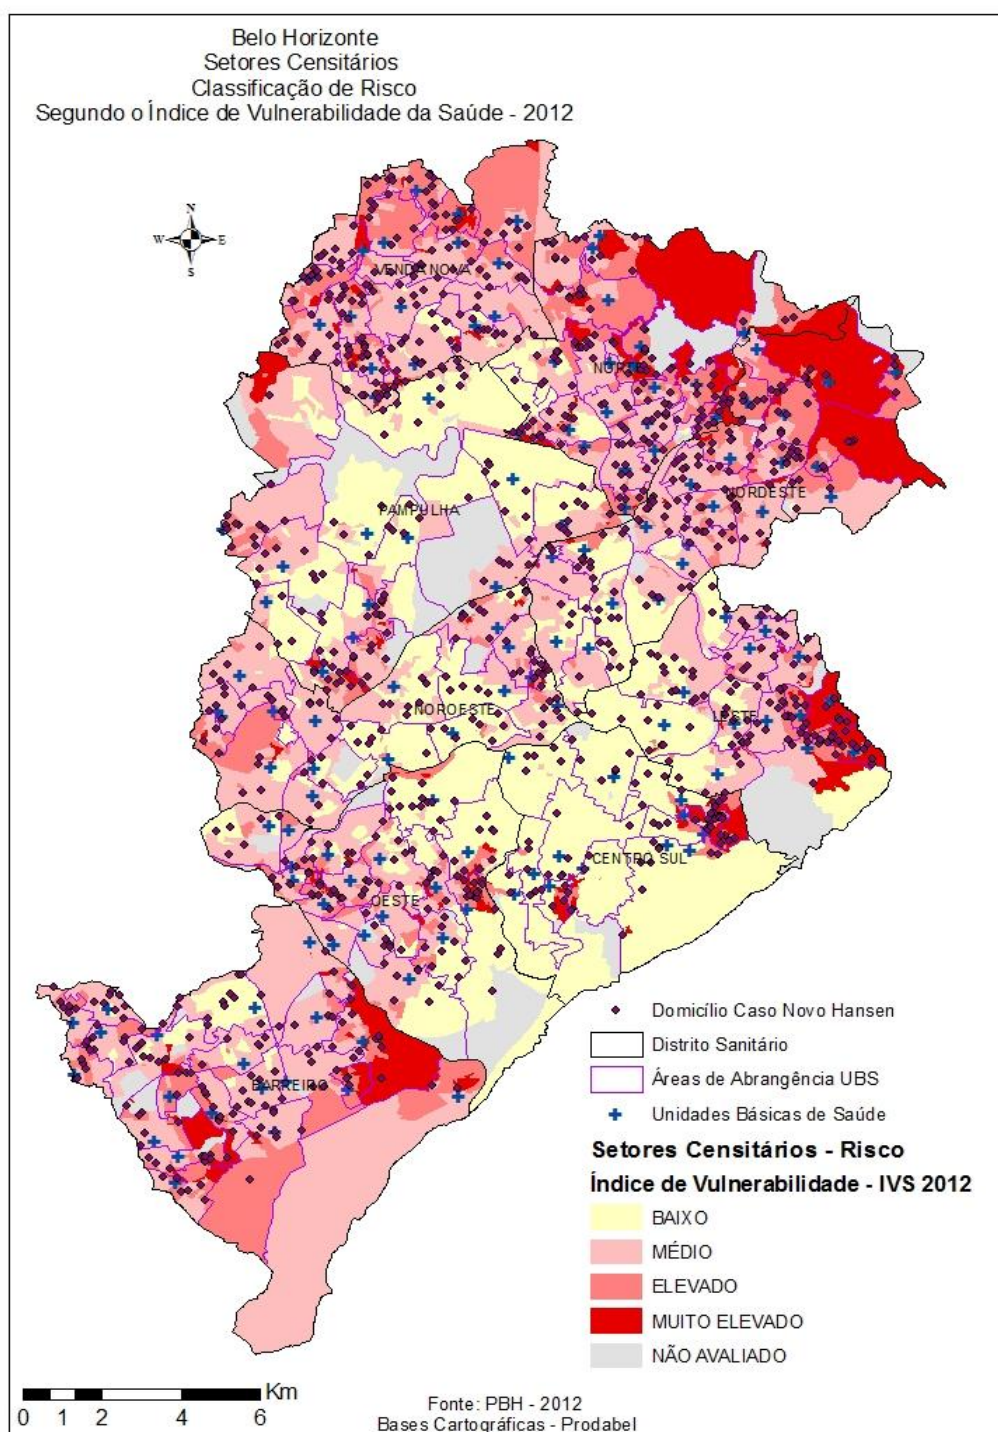 Belo Horizonte
Setores Censitários
Classificação de Risco
Segundo o Índice de Vulnerabilidade da Saúde - 2012
N
W E
S
VENDA NOVA
NORTE
NORDESTE
PAMPULHA
NOROESTE
LESTE
CENTRO SUL
OESTE
BARREIRO
Domicílio Caso Novo Hansen
Distrito Sanitário
Áreas de Abrangência UBS
Unidades Básicas de Saúde
Setores Censitários - Risco
Índice de Vulnerabilidade - IVS 2012
BAIXO
MÉDIO
ELEVADO
MUITO ELEVADO
NÃO AVALIADO
Km
0 1 2 4 6
Fonte: PBH - 2012
Bases Cartográficas - Prodabel